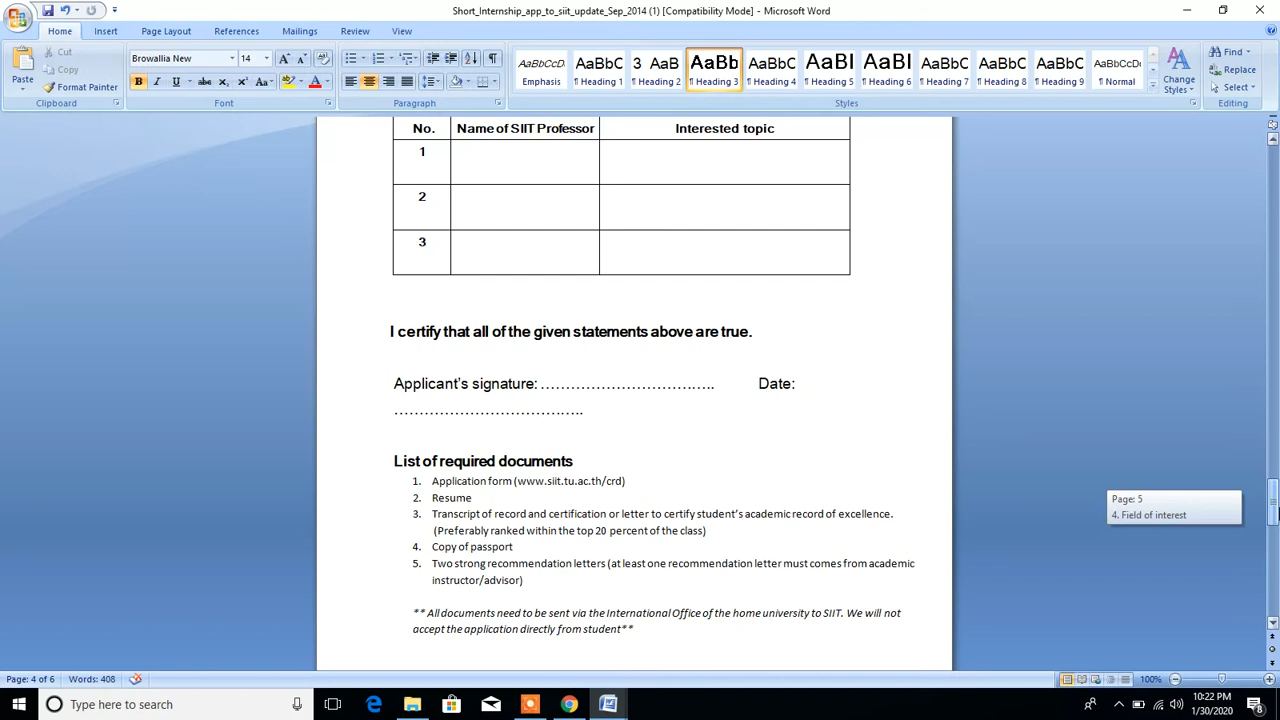 Short_Internship_app_to_siit_update_Sep_2014 (1) [Compatibility Mode] - Microsoft Word
Home Insert Page Layout References Mailings Review View
Paste Cut Copy Format Painter
Clipboard
Browallia New 14
Font
Paragraph
AaBbCcD AaBbC 3 AaB AaBb AaBbC AaBl AaBl AaBbC AaBbC AaBbC AaBbCcDc
Emphasis ¶ Heading 1 ¶ Heading 2 ¶ Heading 3 ¶ Heading 4 ¶ Heading 5 ¶ Heading 6 ¶ Heading 7 ¶ Heading 8 ¶ Heading 9 ¶ Normal
Styles
Change Styles
Find
Replace
Select
Editing
No. Name of SIIT Professor Interested topic
1
2
3
I certify that all of the given statements above are true.
Applicant's signature: …………………………….. Date:
………………………………..
List of required documents
1. Application form (www.siit.tu.ac.th/crd)
2. Resume
3. Transcript of record and certification or letter to certify student's academic record of excellence.
(Preferably ranked within the top 20 percent of the class)
4. Copy of passport
5. Two strong recommendation letters (at least one recommendation letter must comes from academic
instructor/advisor)
** All documents need to be sent via the International Office of the home university to SIIT. We will not
accept the application directly from student**
Page: 5
4. Field of interest
Page: 4 of 6 Words: 408 100%
Type here to search
10:22 PM
1/30/2020
8